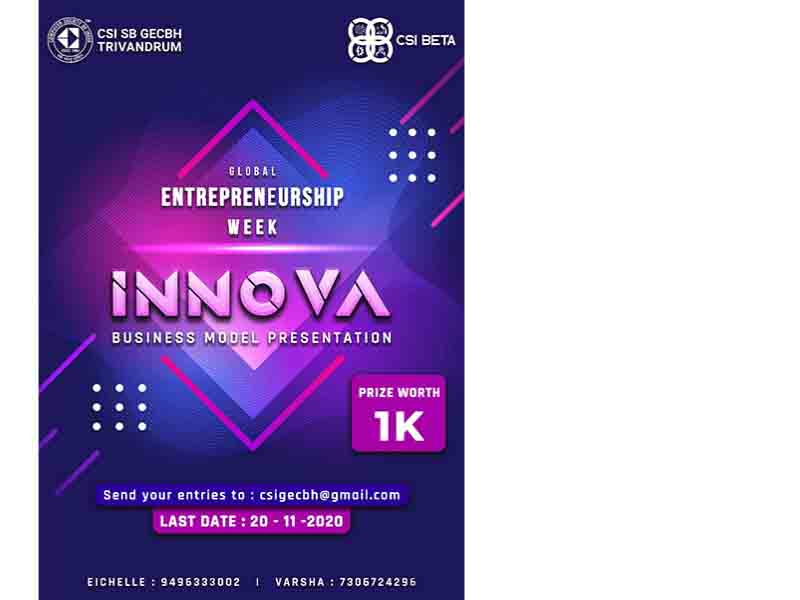 CSI SB GECBH
TRIVANDRUM
CSI BETA
GLOBAL
ENTREPRENEURSHIP
WEEK
INNOVA
BUSINESS MODEL PRESENTATION
PRIZE WORTH
1K
Send your entries to : csigecbh@gmail.com
LAST DATE : 20 - 11 -2020
EICHELLE : 9496333002 | VARSHA : 7306724296